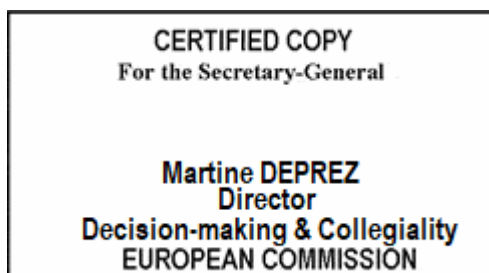 CERTIFIED COPY
For the Secretary-General
Martine DEPREZ
Director
Decision-making & Collegiality
EUROPEAN COMMISSION